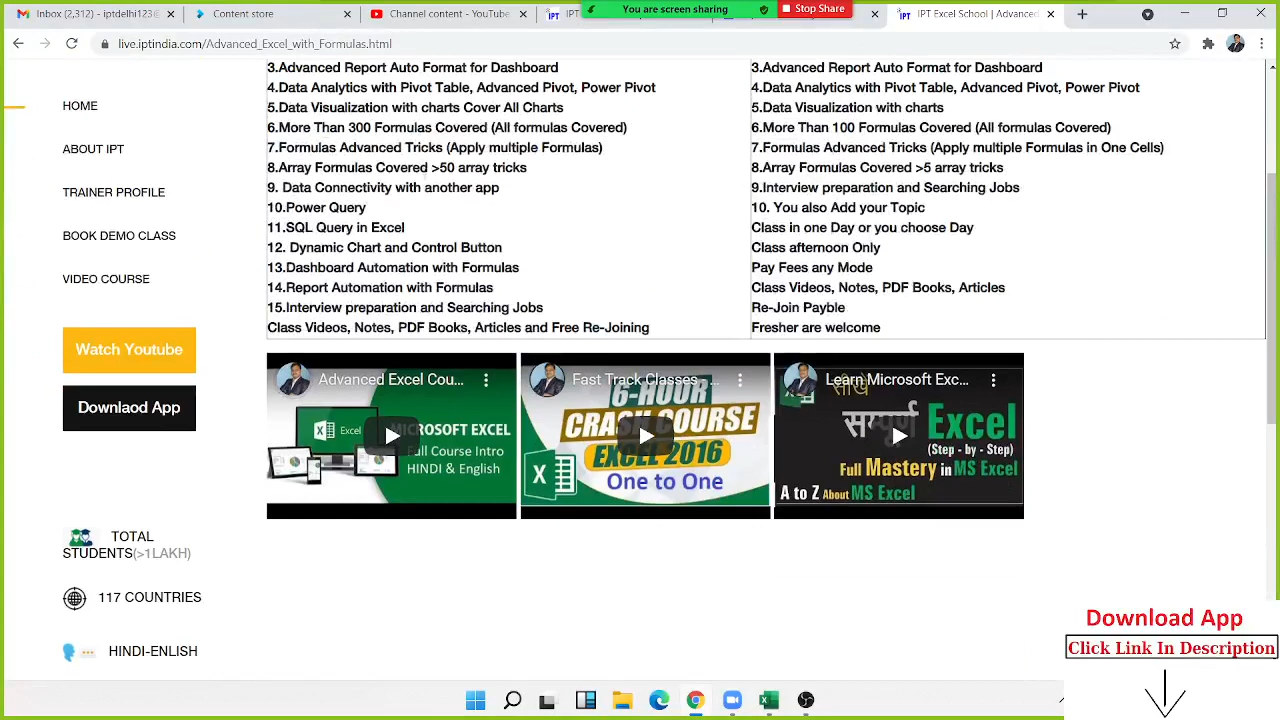 Inbox (2,312) - iptdelhi123@
Content store
Channel content - YouTube
IPT
You are screen sharing
Stop Share
IPT Excel School | Advanced
live.iptindia.com/Advanced_Excel_with_Formulas.html
HOME
ABOUT IPT
TRAINER PROFILE
BOOK DEMO CLASS
VIDEO COURSE
Watch Youtube
Downlaod App
TOTAL
STUDENTS(>1LAKH)
117 COUNTRIES
HINDI-ENLISH
3.Advanced Report Auto Format for Dashboard
4.Data Analytics with Pivot Table, Advanced Pivot, Power Pivot
5.Data Visualization with charts Cover All Charts
6.More Than 300 Formulas Covered (All formulas Covered)
7.Formulas Advanced Tricks (Apply multiple Formulas)
8.Array Formulas Covered >50 array tricks
9. Data Connectivity with another app
10.Power Query
11.SQL Query in Excel
12. Dynamic Chart and Control Button
13.Dashboard Automation with Formulas
14.Report Automation with Formulas
15.Interview preparation and Searching Jobs
Class Videos, Notes, PDF Books, Articles and Free Re-Joining
3.Advanced Report Auto Format for Dashboard
4.Data Analytics with Pivot Table, Advanced Pivot, Power Pivot
5.Data Visualization with charts
6.More Than 100 Formulas Covered (All formulas Covered)
7.Formulas Advanced Tricks (Apply multiple Formulas in One Cells)
8.Array Formulas Covered >5 array tricks
9.Interview preparation and Searching Jobs
10. You also Add your Topic
Class in one Day or you choose Day
Class afternoon Only
Pay Fees any Mode
Class Videos, Notes, PDF Books, Articles
Re-Join Payble
Fresher are welcome
Advanced Excel Cou...
Excel
MICROSOFT EXCEL
Full Course Intro
HINDI & English
Fast Track Classes - ...
6-HOUR
CRASH COURSE
EXCEL 2016
One to One
Learn Microsoft Exc...
सीखे
सम्पूर्ण Excel
(Step - by - Step)
Full Mastery in MS Excel
A to Z About MS Excel
Download App
Click Link In Description